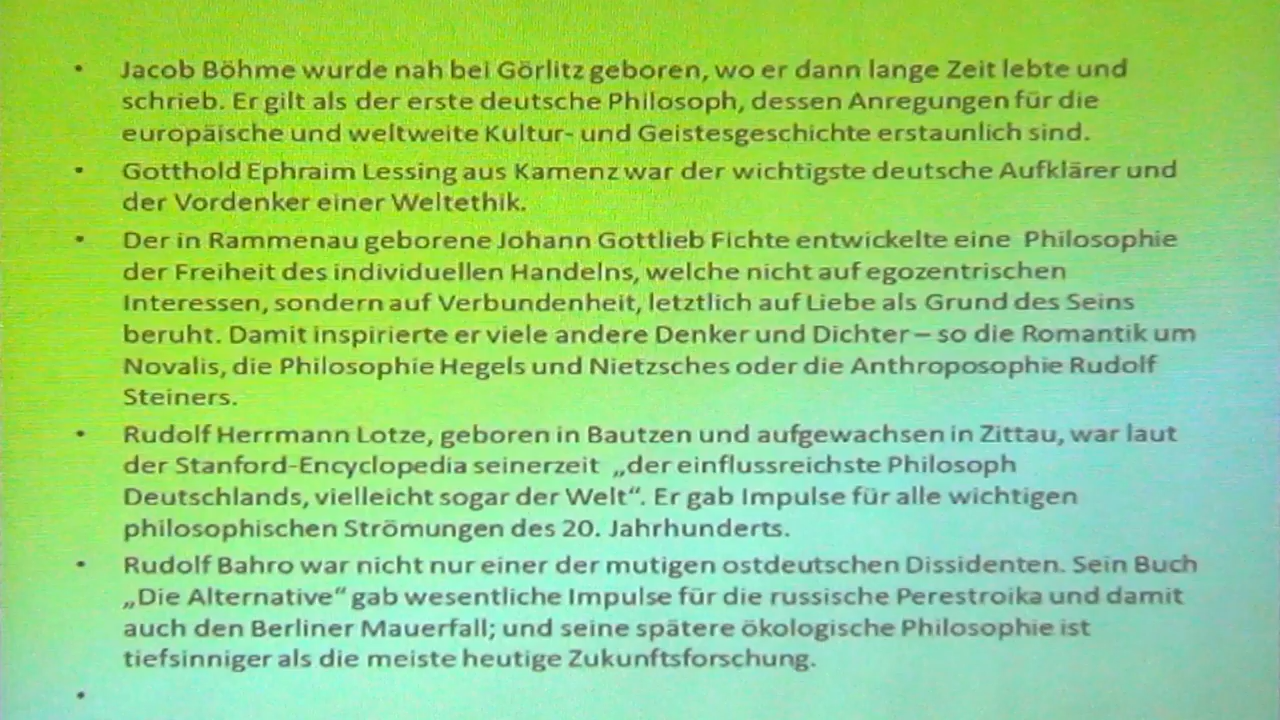 • Jacob Böhme wurde nah bei Görlitz geboren, wo er dann lange Zeit lebte und
schrieb. Er gilt als der erste deutsche Philosoph, dessen Anregungen für die
europäische und weltweite Kultur- und Geistesgeschichte erstaunlich sind.
• Gotthold Ephraim Lessing aus Kamenz war der wichtigste deutsche Aufklärer und
der Vordenker einer Weltethik.
• Der in Rammenau geborene Johann Gottlieb Fichte entwickelte eine Philosophie
der Freiheit des individuellen Handelns, welche nicht auf egozentrischen
Interessen, sondern auf Verbundenheit, letztlich auf Liebe als Grund des Seins
beruht. Damit inspirierte er viele andere Denker und Dichter – so die Romantik um
Novalis, die Philosophie Hegels und Nietzsches oder die Anthroposophie Rudolf
Steiners.
• Rudolf Herrmann Lotze, geboren in Bautzen und aufgewachsen in Zittau, war laut
der Stanford-Encyclopedia seinerzeit „der einflussreichste Philosoph
Deutschlands, vielleicht sogar der Welt“. Er gab Impulse für alle wichtigen
philosophischen Strömungen des 20. Jahrhunderts.
• Rudolf Bahro war nicht nur einer der mutigen ostdeutschen Dissidenten. Sein Buch
„Die Alternative“ gab wesentliche Impulse für die russische Perestroika und damit
auch den Berliner Mauerfall; und seine spätere ökologische Philosophie ist
tiefsinniger als die meiste heutige Zukunftsforschung.
•